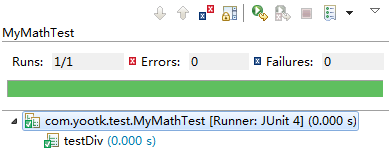 MyMathTest
Runs: 1/1 Errors: 0 Failures: 0
com.yootk.test.MyMathTest [Runner: JUnit 4] (0.000 s)
testDiv (0.000 s)